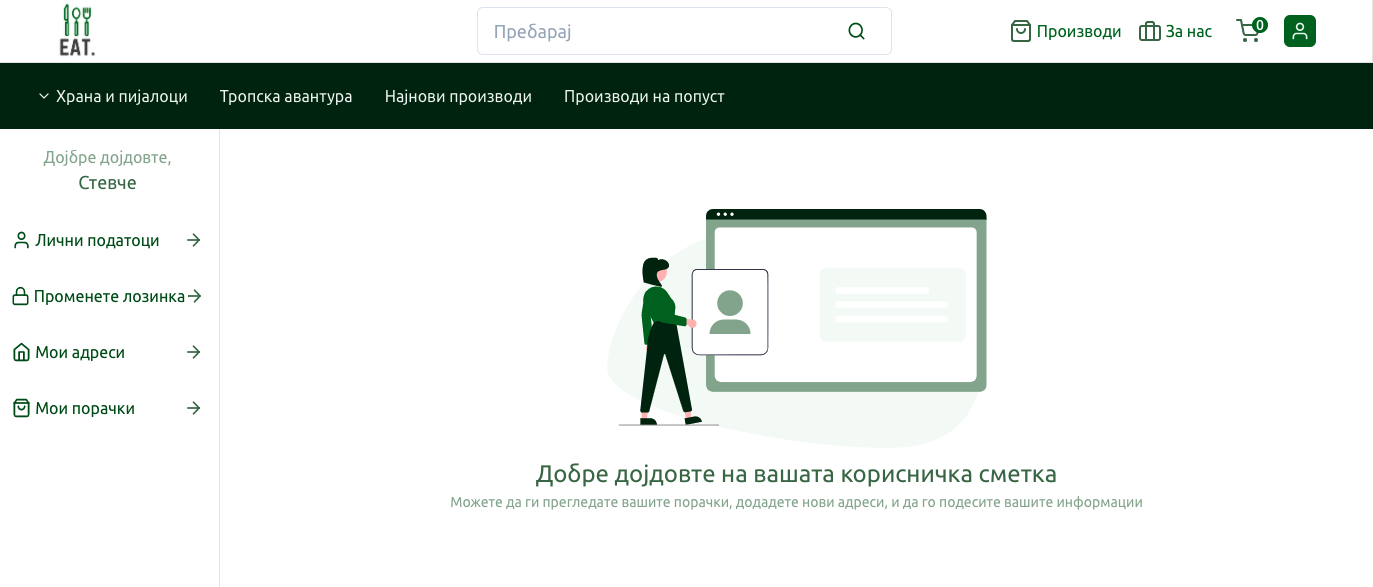 EAT.
Пребарај
Производи
За нас
0
Храна и пијалоци
Тропска авантура
Најнови производи
Производи на попуст
Дојбре дојдовте,
Стевче
Лични податоци
Променете лозинка
Мои адреси
Мои порачки
Добре дојдовте на вашата корисничка сметка
Можете да ги прегледате вашите порачки, додадете нови адреси, и да го подесите вашите информации